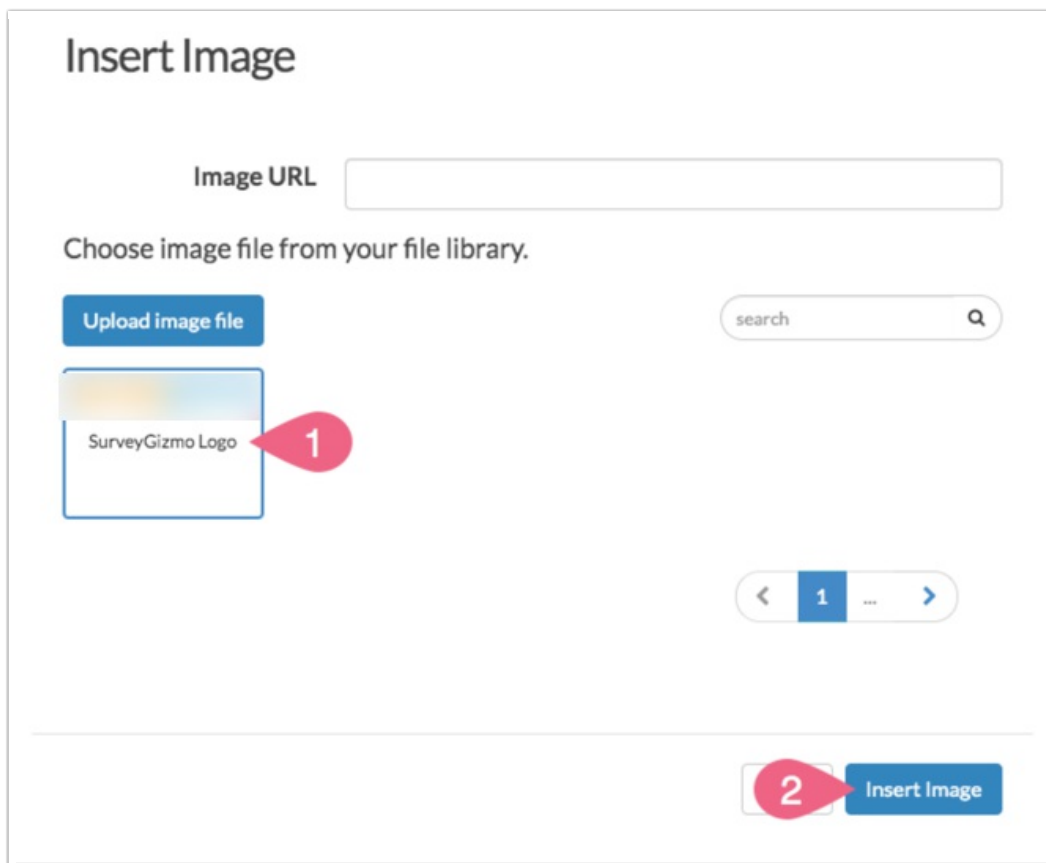 Insert Image
Image URL
Choose image file from your file library.
Upload image file
search
SurveyGizmo Logo
1
1
...
2
Insert Image